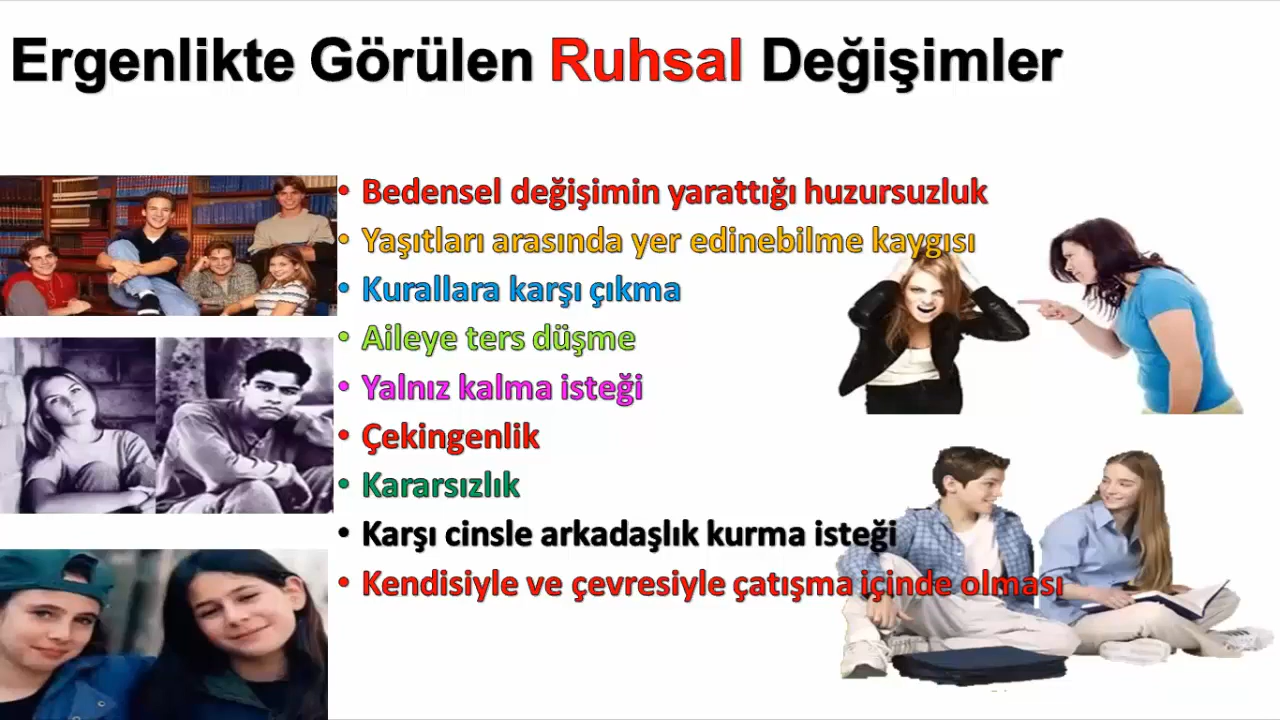 Ergenlikte Görülen Ruhsal Değişimler
• Bedensel değişimin yarattığı huzursuzluk
• Yaşıtları arasında yer edinebilme kaygısı
• Kurallara karşı çıkma
• Aileye ters düşme
• Yalnız kalma isteği
• Çekingenlik
• Kararsızlık
• Karşı cinsle arkadaşlık kurma isteği
• Kendisiyle ve çevresiyle çatışma içinde olması